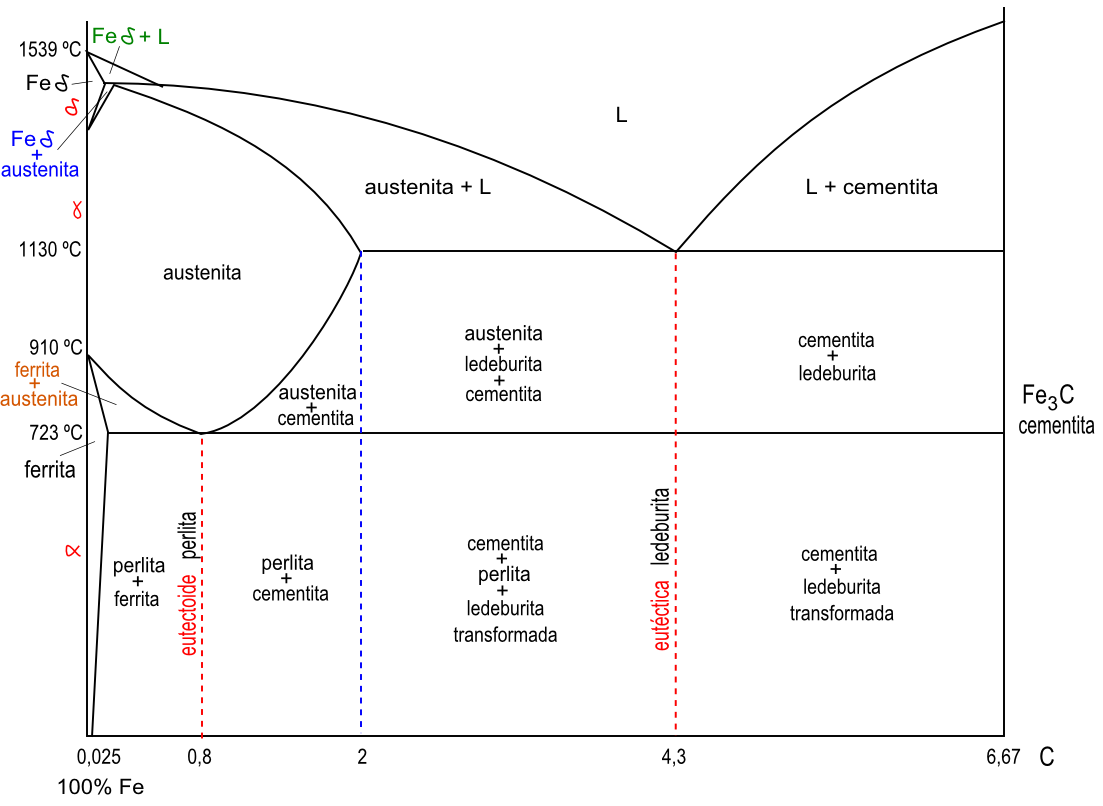 Fe δ + L
1539 ºC
Fe δ
δ
Fe δ
+
austenita
γ
1130 ºC
910 ºC
ferrita
+
austenita
723 ºC
ferrita
α
L
austenita + L
L + cementita
austenita
austenita
+
ledeburita
+
cementita
cementita
+
ledeburita
austenita
+
cementita
Fe3C
cementita
perlita
+
ferrita
eutectoide perlita
perlita
+
cementita
cementita
+
perlita
+
ledeburita
transformada
eutéctica ledeburita
cementita
+
ledeburita
transformada
0,025
0,8
2
4,3
6,67
C
100% Fe